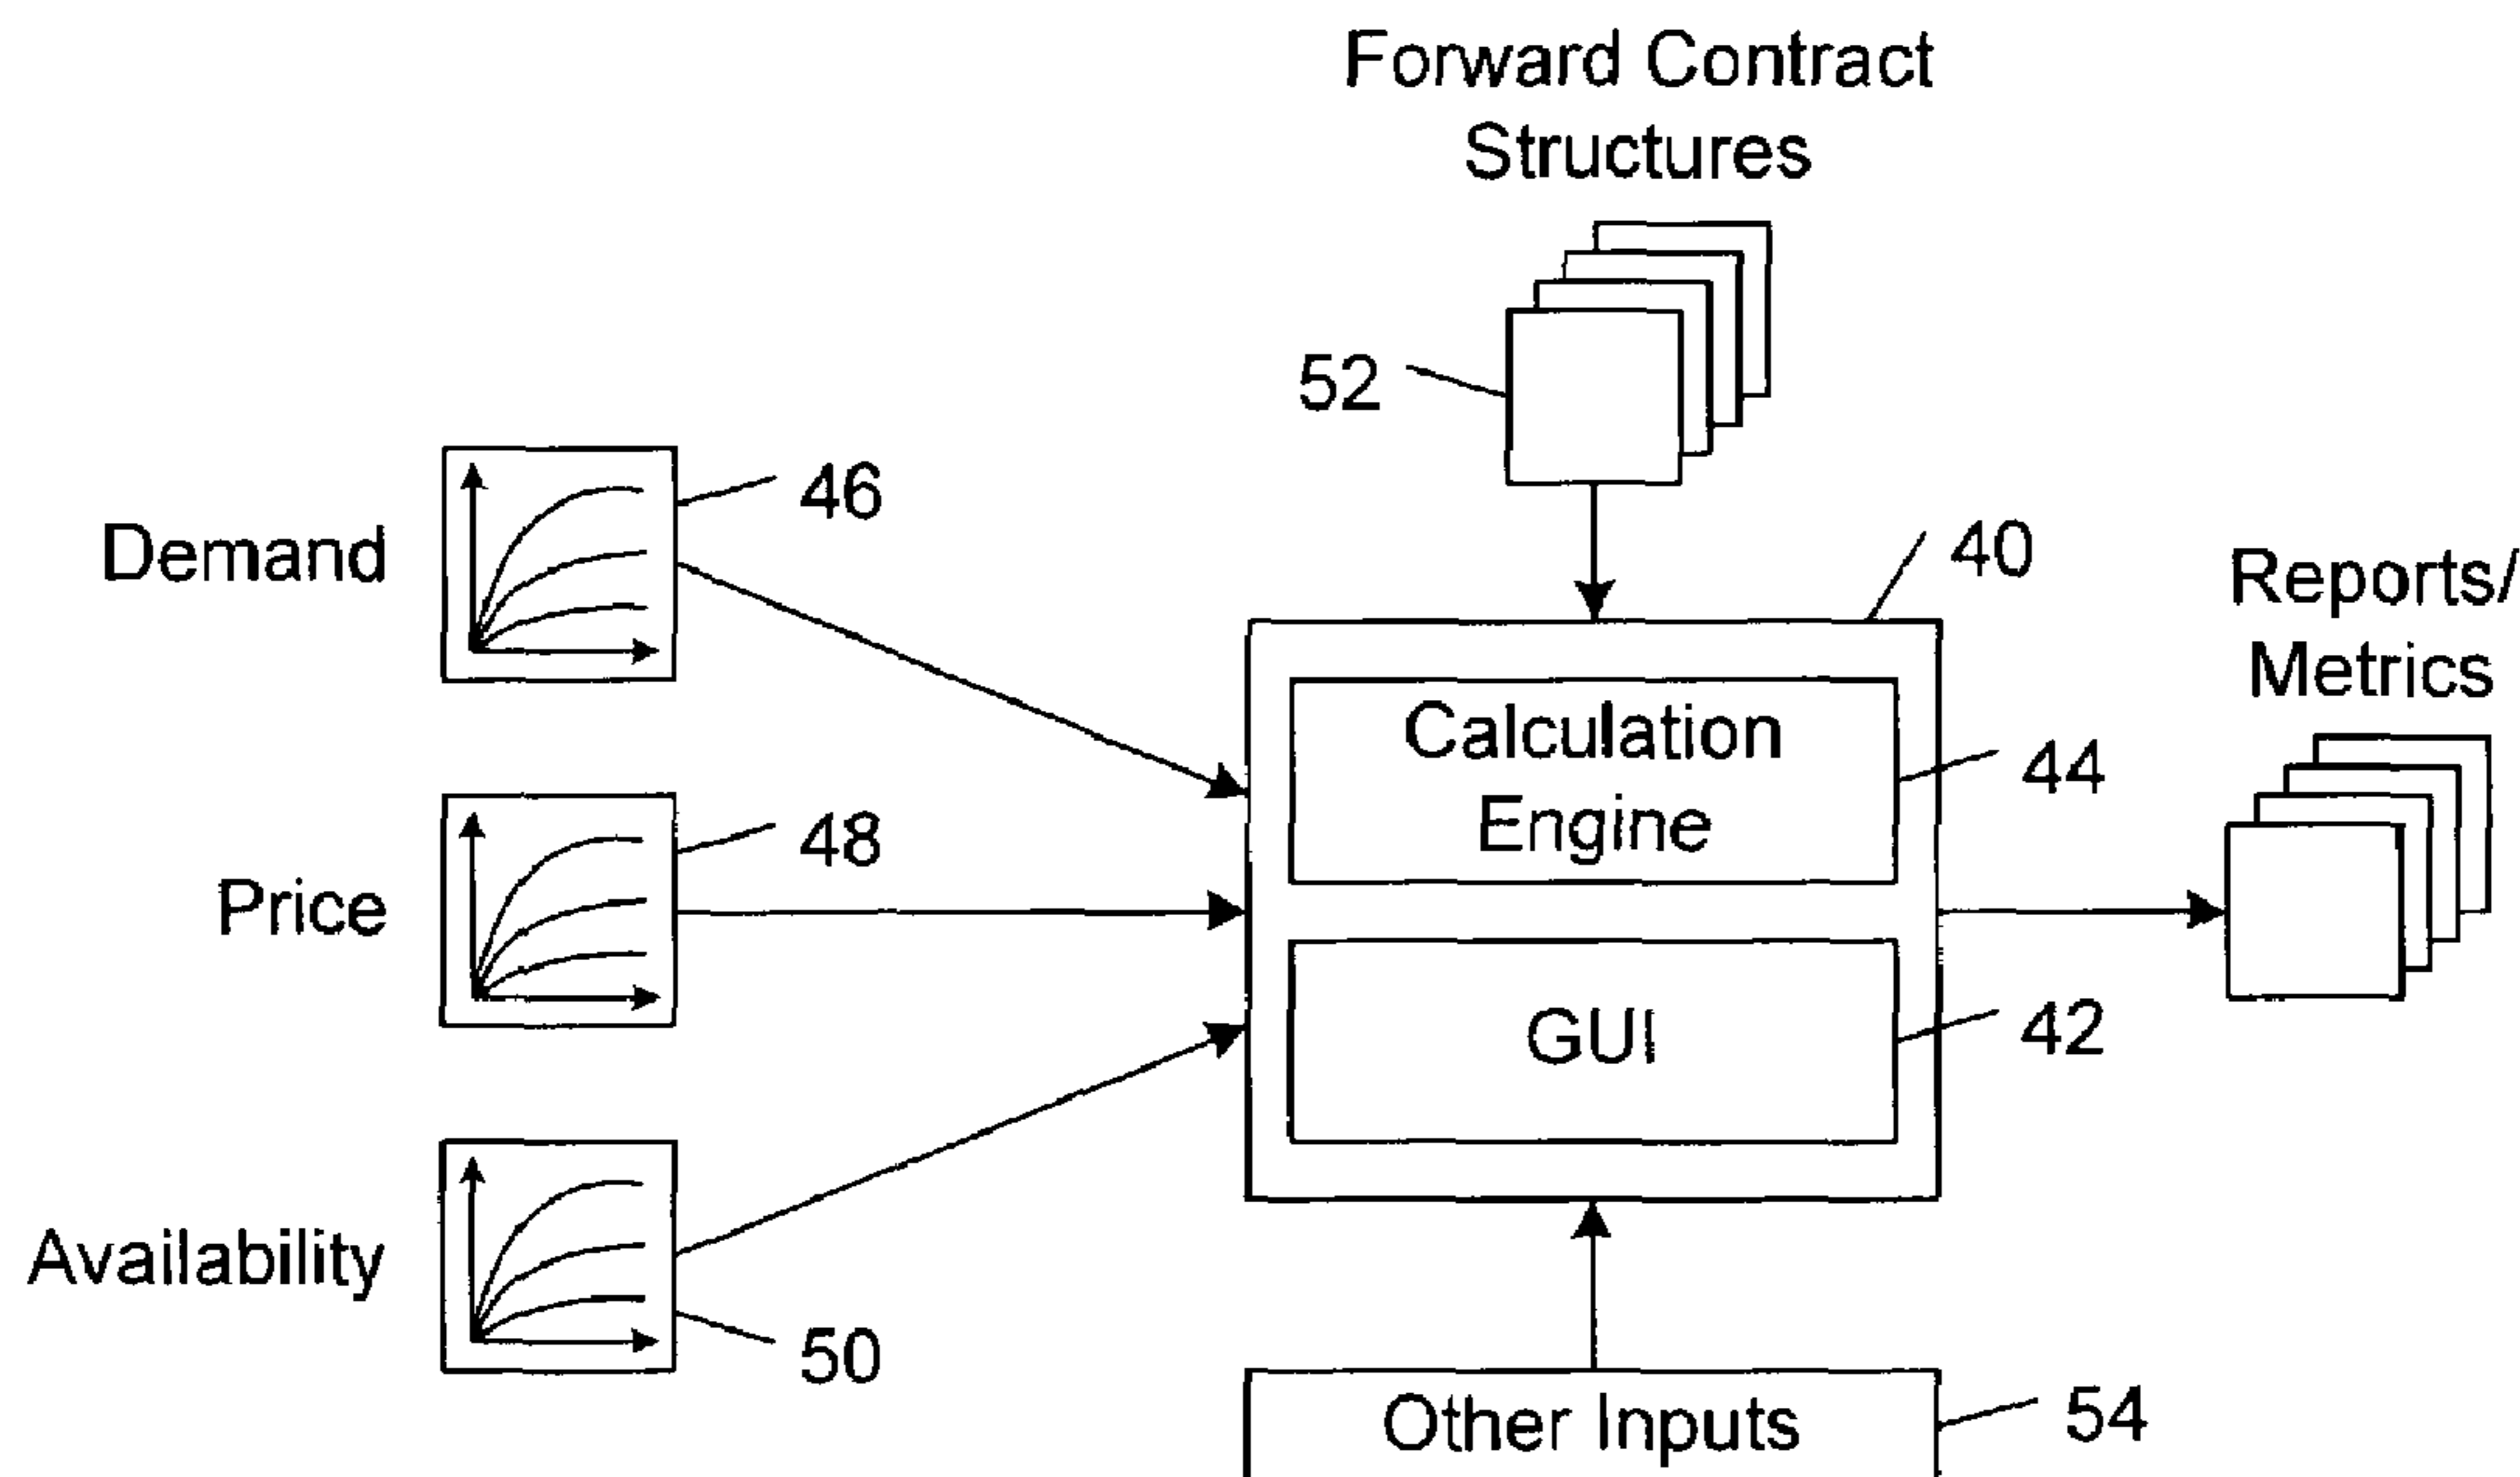 Forward Contract
Structures
52
46
Demand
40
Reports/
Metrics
Calculation
Engine
44
48
Price
GUI
42
Availability
50
Other Inputs
54